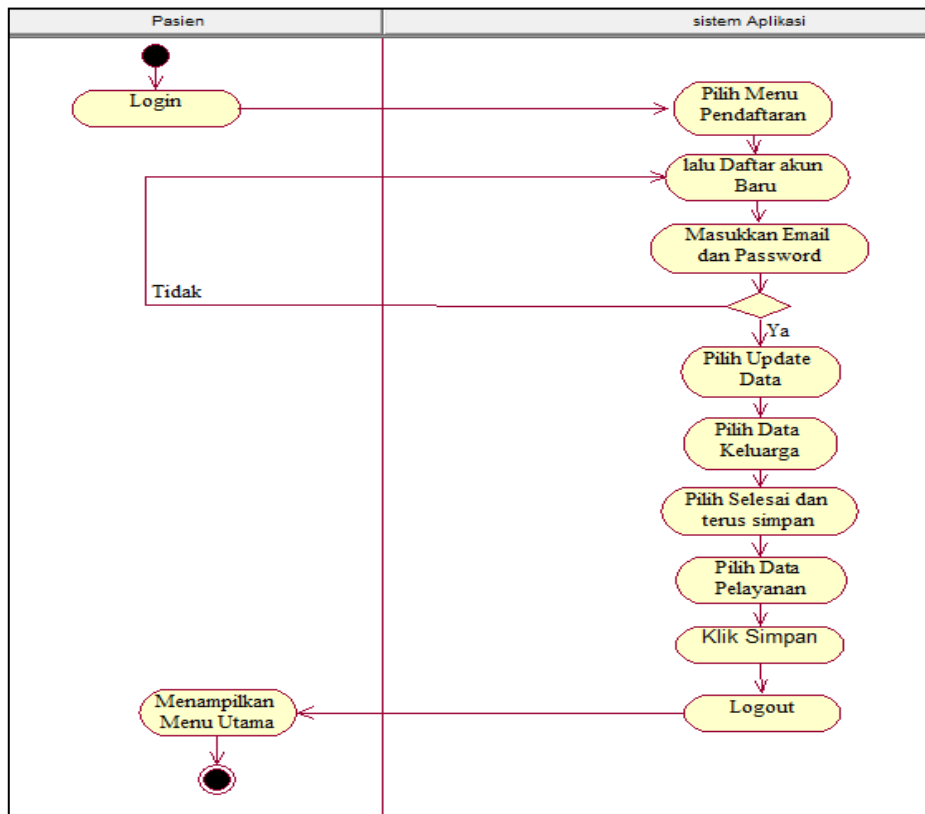 Pasien
sistem Aplikasi
Login
Pilih Menu
Pendaftaran
lalu Daftar akun
Baru
Masukkan Email
dan Password
Tidak
Ya
Pilih Update
Data
Pilih Data
Keluarga
Pilih Selesai dan
terus simpan
Pilih Data
Pelayanan
Klik Simpan
Logout
Menampilkan
Menu Utama